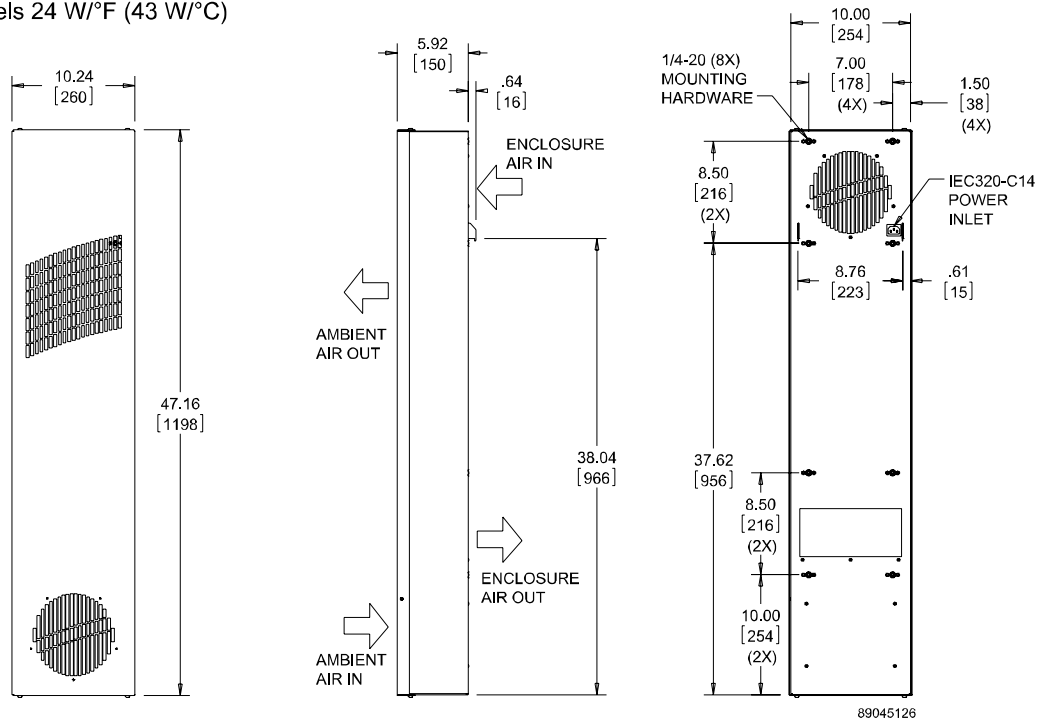 els 24 W/°F (43 W/°C)
10.24
[260]
47.16
[1198]
5.92
[150]
.64
[16]
ENCLOSURE
AIR IN
AMBIENT
AIR OUT
38.04
[966]
ENCLOSURE
AIR OUT
AMBIENT
AIR IN
10.00
[254]
1/4-20 (8X)
MOUNTING
HARDWARE
7.00
[178]
(4X)
1.50
[38]
(4X)
8.50
[216]
(2X)
IEC320-C14
POWER
INLET
8.76
[223]
.61
[15]
37.62
[956]
8.50
[216]
(2X)
10.00
[254]
(2X)
89045126